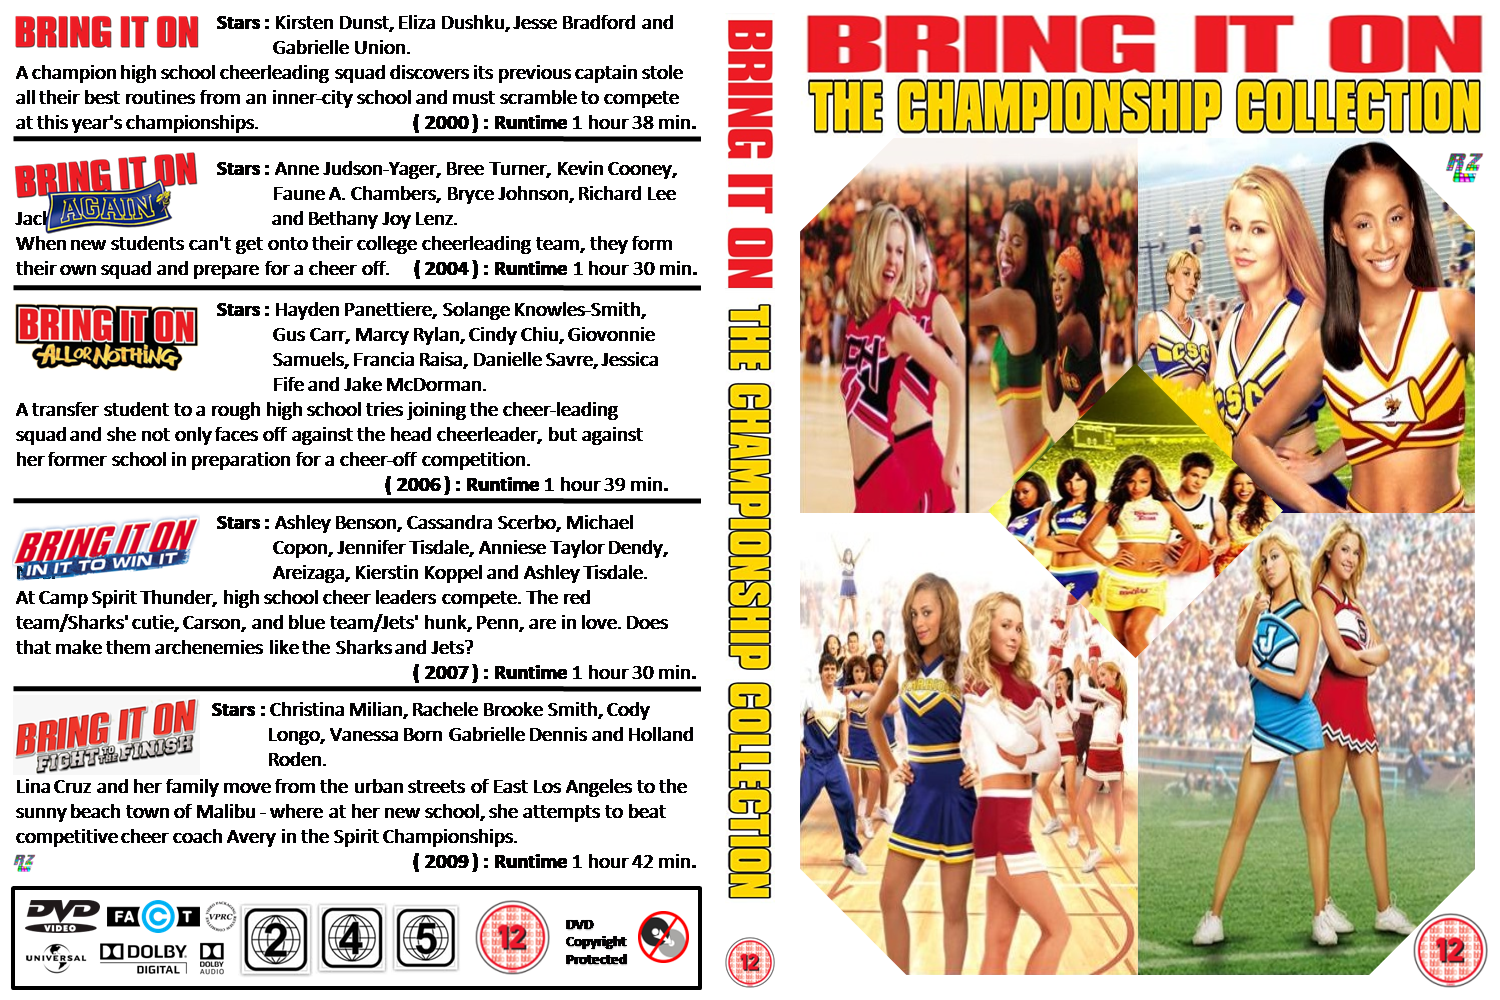 BRING IT ON
Stars : Kirsten Dunst, Eliza Dushku, Jesse Bradford and
Gabrielle Union.
A champion high school cheerleading squad discovers its previous captain stole
all their best routines from an inner-city school and must scramble to compete
at this year's championships. ( 2000 ) : Runtime 1 hour 38 min.
BRING IT ON
AGAIN
Stars : Anne Judson-Yager, Bree Turner, Kevin Cooney,
Faune A. Chambers, Bryce Johnson, Richard Lee
Jack and Bethany Joy Lenz.
When new students can't get onto their college cheerleading team, they form
their own squad and prepare for a cheer off. ( 2004 ) : Runtime 1 hour 30 min.
BRING IT ON
ALL OR NOTHING
Stars : Hayden Panettiere, Solange Knowles-Smith,
Gus Carr, Marcy Rylan, Cindy Chiu, Giovonnie
Samuels, Francia Raisa, Danielle Savre, Jessica
Fife and Jake McDorman.
A transfer student to a rough high school tries joining the cheer-leading
squad and she not only faces off against the head cheerleader, but against
her former school in preparation for a cheer-off competition.
( 2006 ) : Runtime 1 hour 39 min.
BRING IT ON
IN IT TO WIN IT
Stars : Ashley Benson, Cassandra Scerbo, Michael
Copon, Jennifer Tisdale, Anniese Taylor Dendy,
Areizaga, Kierstin Koppel and Ashley Tisdale.
At Camp Spirit Thunder, high school cheer leaders compete. The red
team/Sharks' cutie, Carson, and blue team/Jets' hunk, Penn, are in love. Does
that make them archenemies like the Sharks and Jets?
( 2007 ) : Runtime 1 hour 30 min.
BRING IT ON
FIGHT TO THE FINISH
Stars : Christina Milian, Rachele Brooke Smith, Cody
Longo, Vanessa Born Gabrielle Dennis and Holland
Roden.
Lina Cruz and her family move from the urban streets of East Los Angeles to the
sunny beach town of Malibu - where at her new school, she attempts to beat
competitive cheer coach Avery in the Spirit Championships.
RZ
( 2009 ) : Runtime 1 hour 42 min.
DVD
VIDEO
FACT
VPRC
UNIVERSAL
DOLBY
DIGITAL
DOLBY
AUDIO
2
4
5
12
DVD
Copyright
Protected
BRING IT ON THE CHAMPIONSHIP COLLECTION
12
BRING IT ON
THE CHAMPIONSHIP COLLECTION
RZ
CSC
CSC
J
S
12